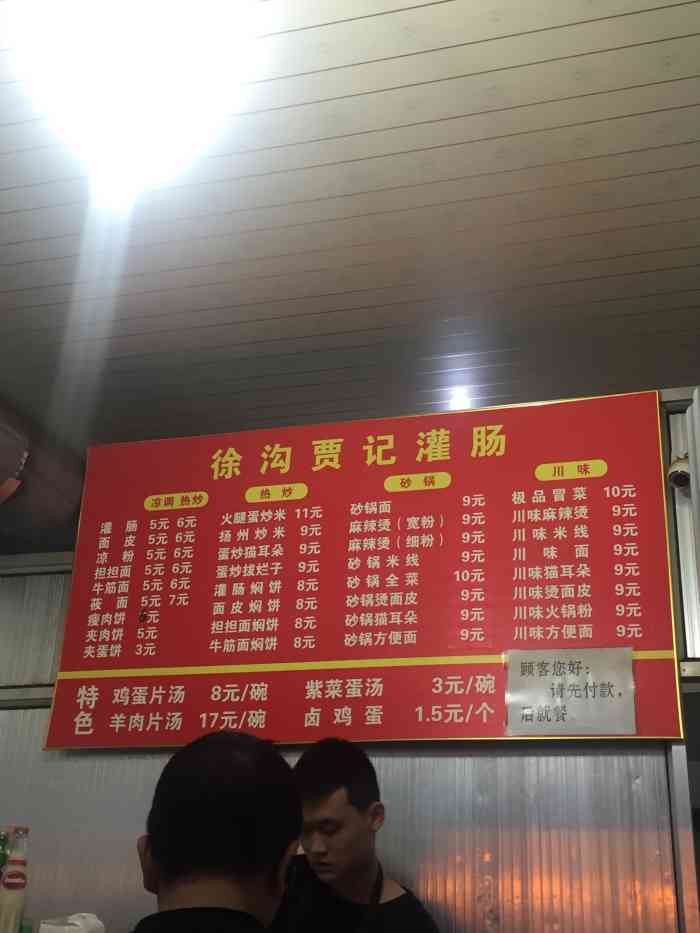 徐沟贾记灌肠
凉调 热炒
灌肠 5元 6元
面皮 5元 6元
凉粉 5元 6元
担担面 5元 6元
牛筋面 5元 6元
莜面 5元 7元
瘦肉饼 元
夹肉饼 5元
夹蛋饼 3元
热炒
火腿蛋炒米 11元
扬州炒米 9元
蛋炒猫耳朵 9元
蛋炒拨烂子 9元
灌肠焖饼 8元
面皮焖饼 8元
担担面焖饼 8元
牛筋面焖饼 8元
砂锅
砂锅面 9元
麻辣烫（宽粉） 9元
麻辣烫（细粉） 9元
砂锅米线 9元
砂锅全菜 10元
砂锅烫面皮 9元
砂锅猫耳朵 9元
砂锅方便面 9元
川味
极品冒菜 10元
川味麻辣烫 9元
川味米线 9元
川味面 9元
川味猫耳朵 9元
川味烫面皮 9元
川味火锅粉 9元
川味方便面 9元
特色
鸡蛋片汤 8元/碗 紫菜蛋汤 3元/碗
羊肉片汤 17元/碗 卤鸡蛋 1.5元/个
顾客您好：
请先付款，
后就餐